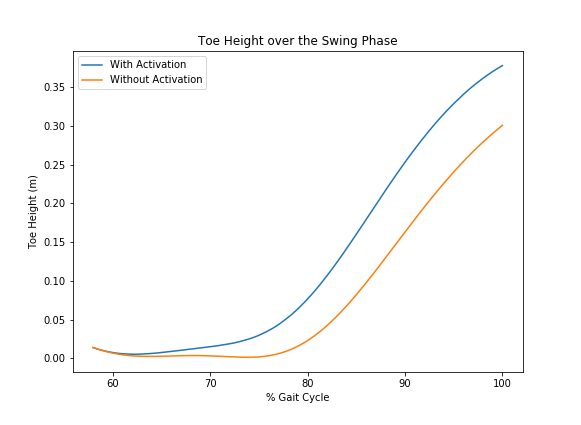 Toe Height over the Swing Phase
With Activation
Without Activation
0.35
0.30
0.25
0.20
0.15
0.10
0.05
0.00
Toe Height (m)
60 70 80 90 100
% Gait Cycle